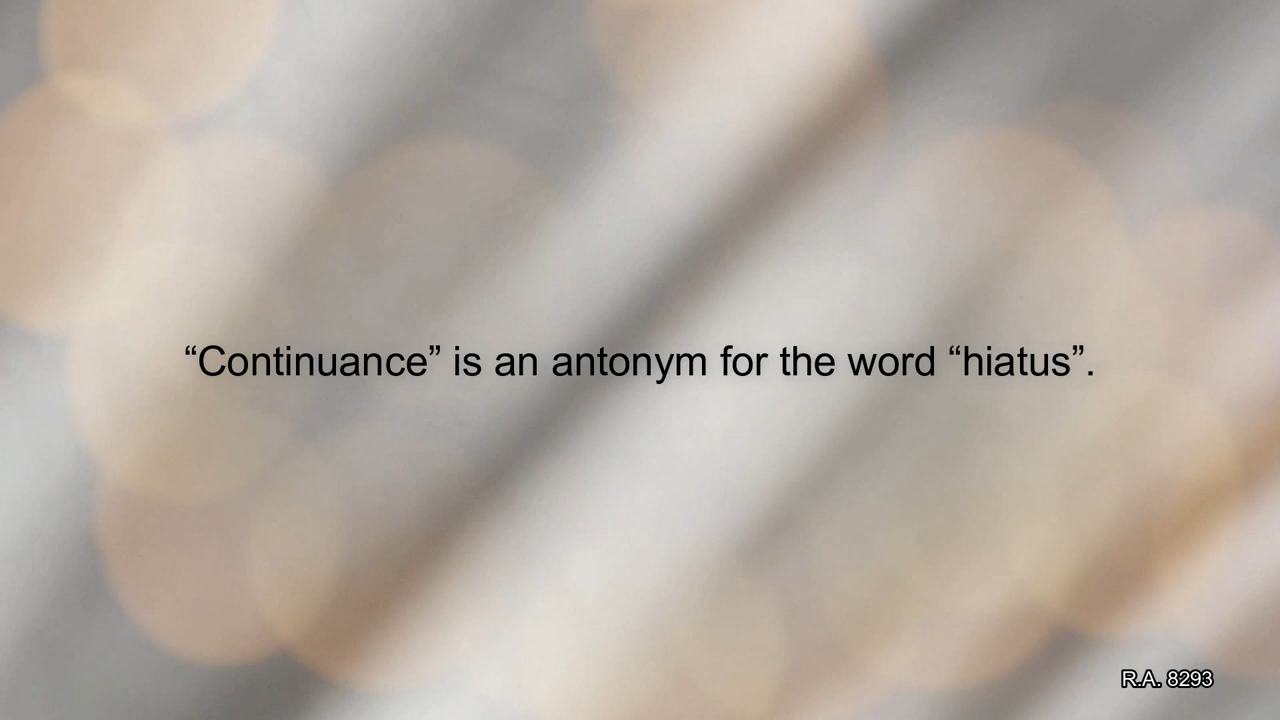 “Continuance” is an antonym for the word “hiatus”.
R.A. 8293